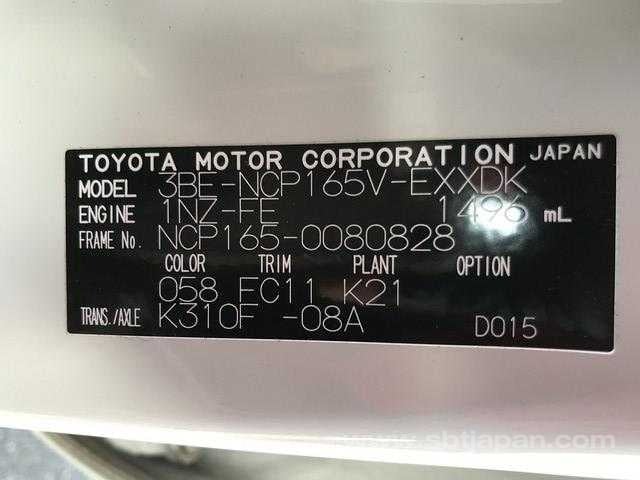 TOYOTA MOTOR CORPORATION JAPAN
MODEL 3BE-NCP165V-EXXDK
ENGINE 1NZ-FE 1496 mL
FRAME No. NCP165-0080828
COLOR TRIM PLANT OPTION
058 FC11 K21
TRANS./AXLE K310F -08A D015
www.sbtjapan.com